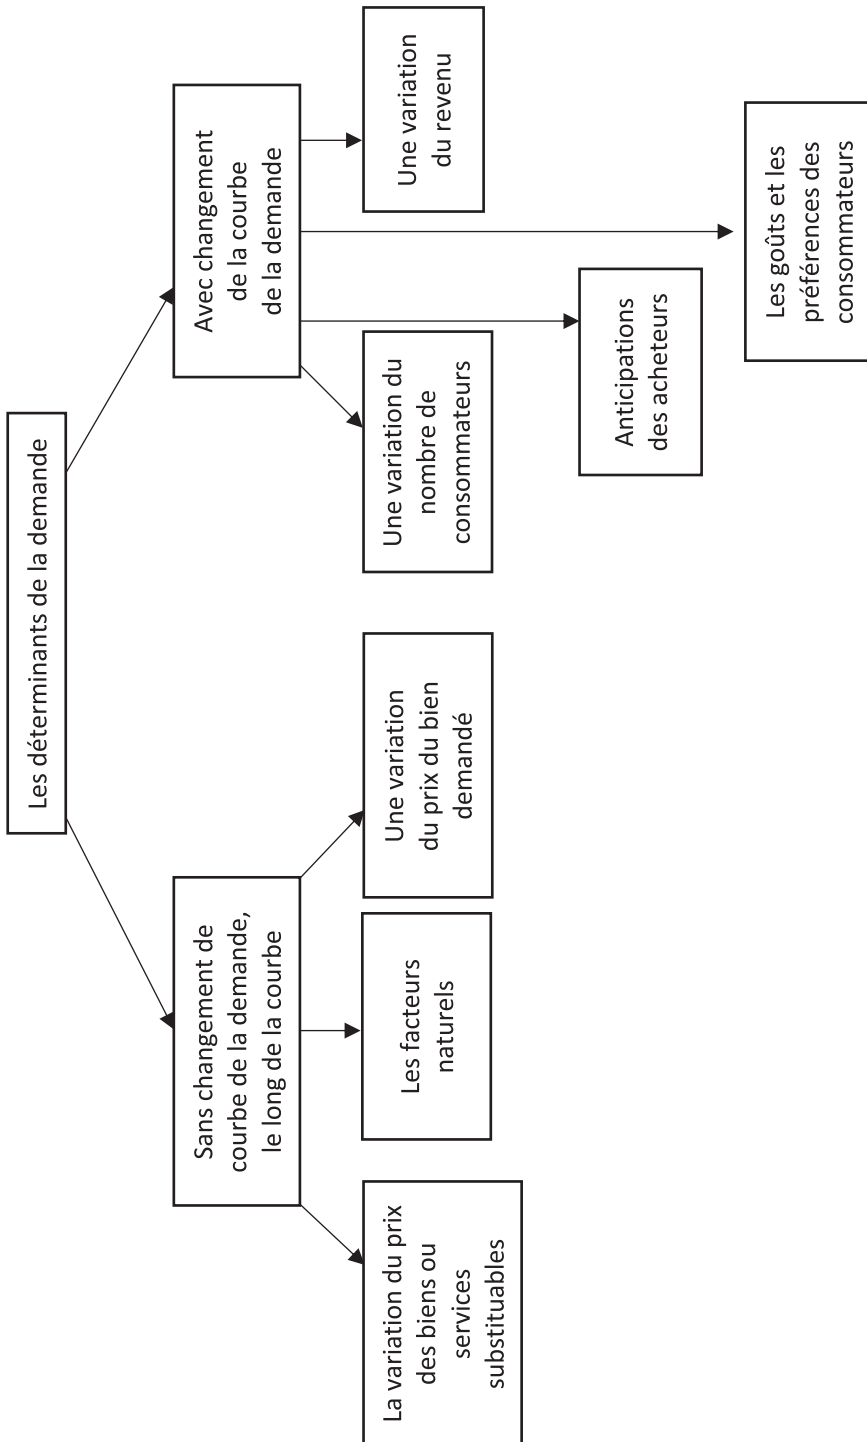 Les déterminants de la demande
Sans changement de
courbe de la demande,
le long de la courbe
Avec changement
de la courbe
de la demande
La variation du prix
des biens ou
services
substituables
Les facteurs
naturels
Une variation
du prix du bien
demandé
Une variation du
nombre de
consommateurs
Une variation
du revenu
Anticipations
des acheteurs
Les goûts et les
préférences des
consommateurs